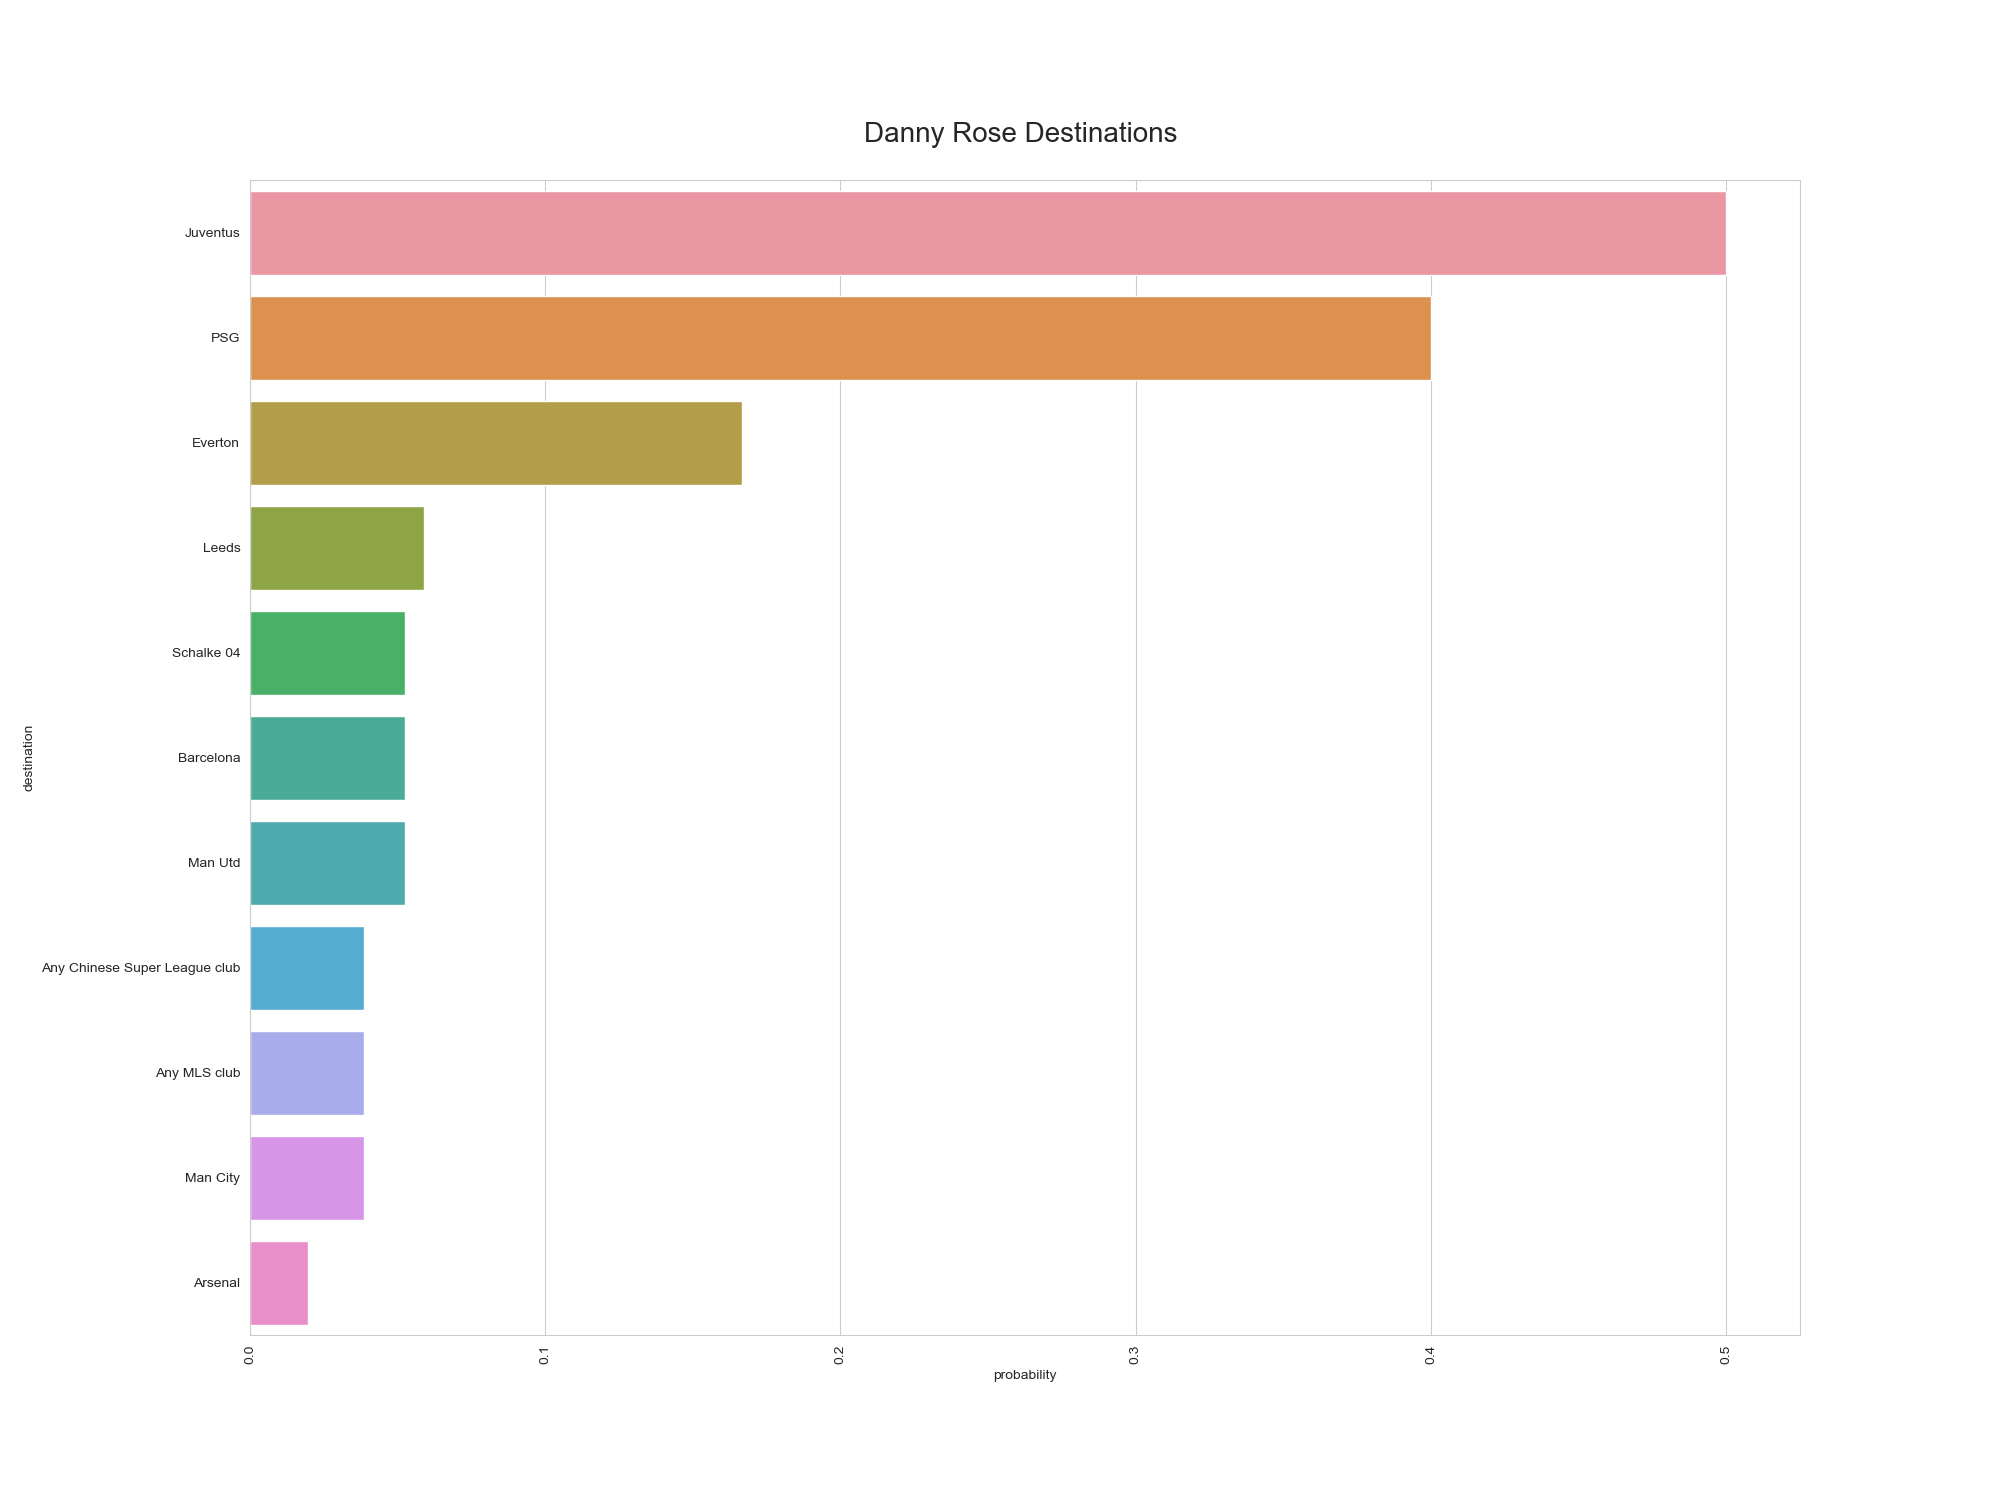 Danny Rose Destinations
Juventus
PSG
Everton
Leeds
Schalke 04
Barcelona
Man Utd
Any Chinese Super League club
Any MLS club
Man City
Arsenal
destination
0.0
0.1
0.2
0.3
0.4
0.5
probability